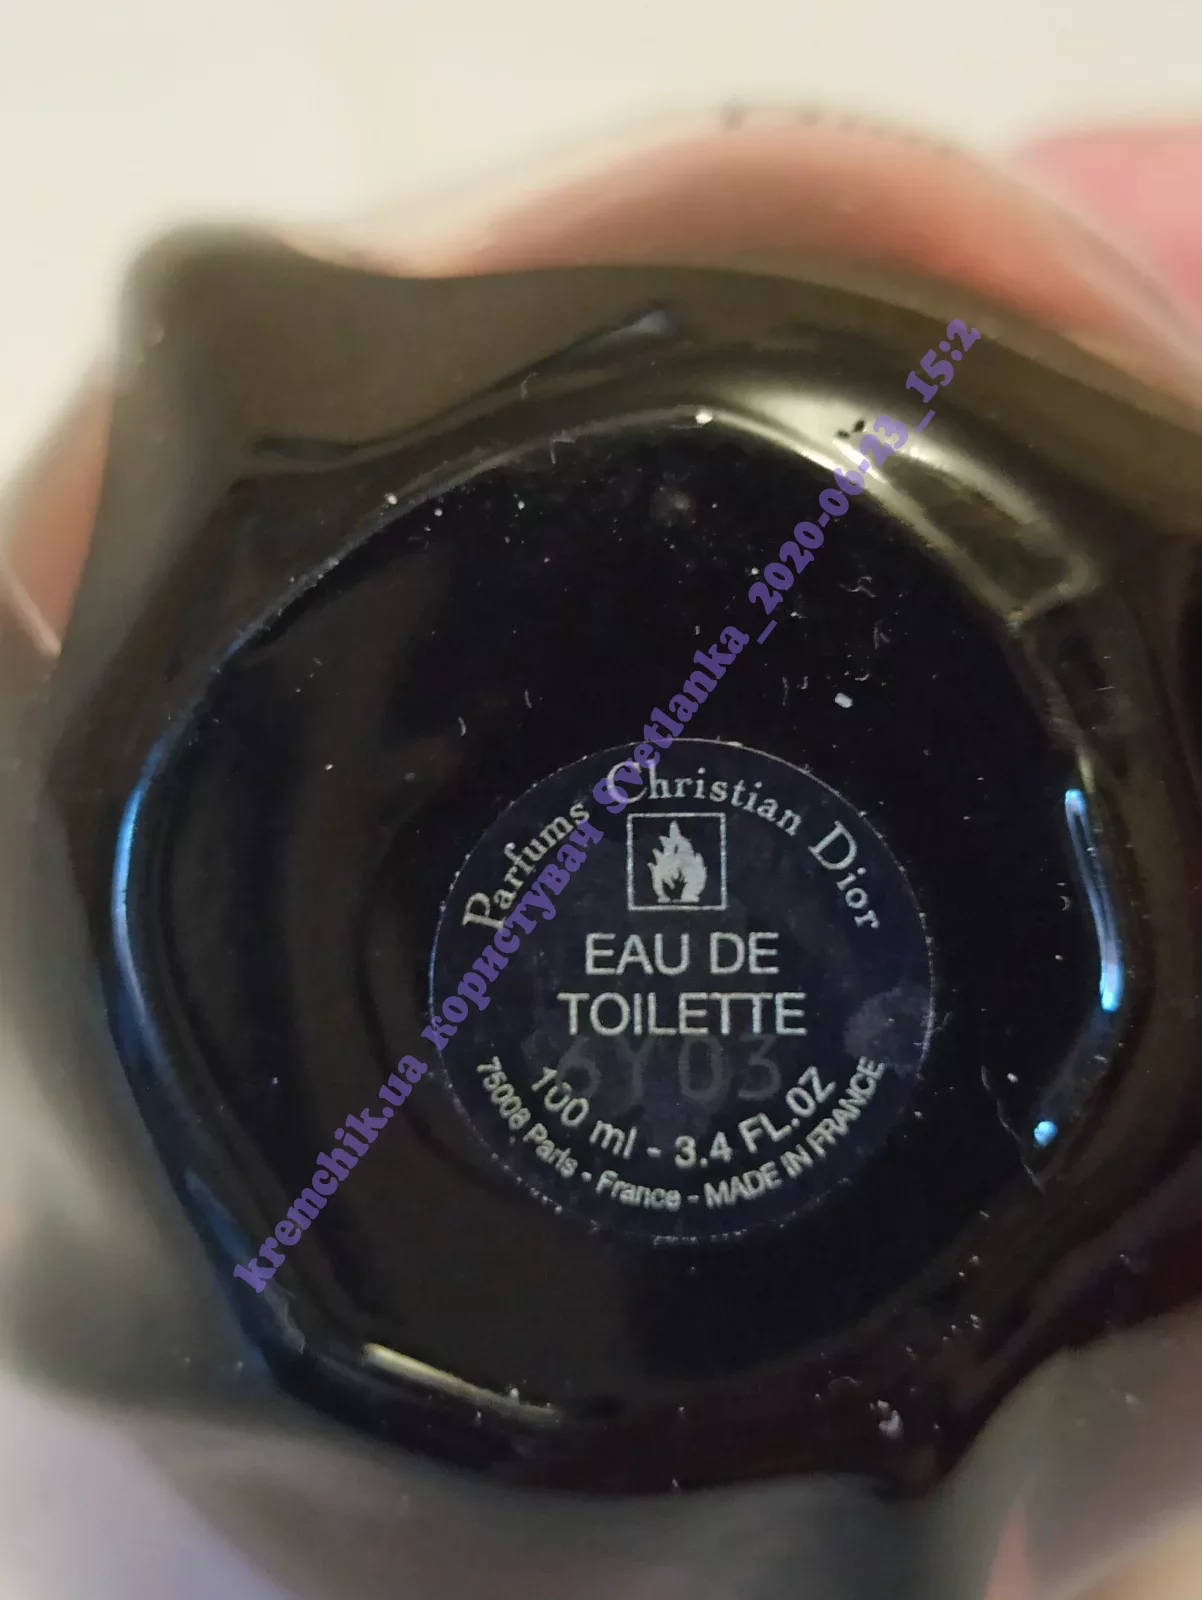 Parfums Christian Dior
EAU DE
TOILETTE
6Y03
100 ml - 3.4 FL.OZ
75008 Paris - France - MADE IN FRANCE
kremchik.ua користувач Svetlanka_2020-06-23_15:2